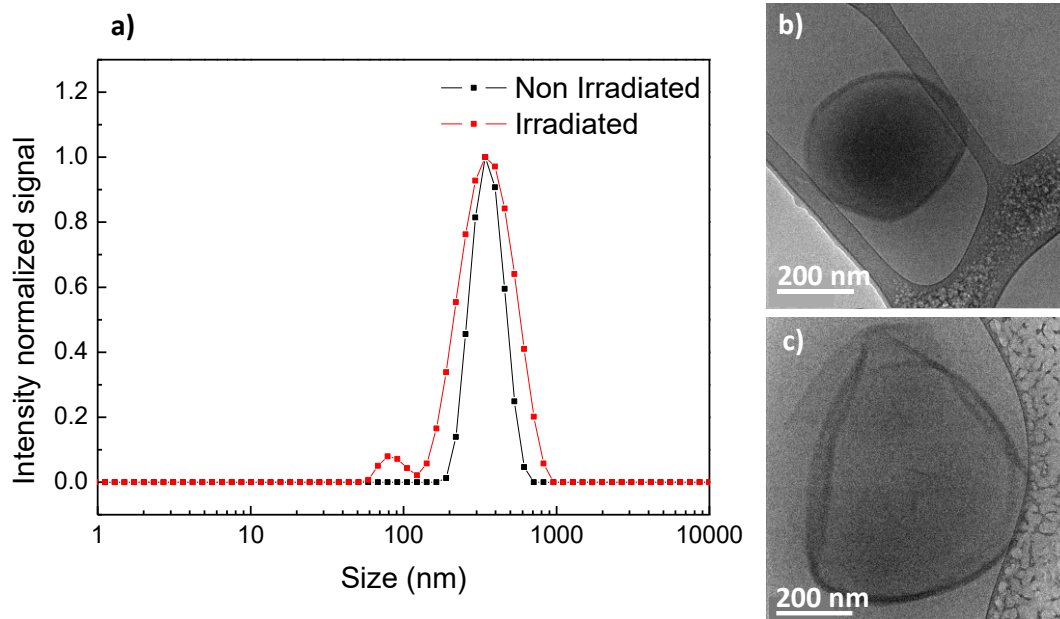 a)
Non Irradiated
Irradiated
1.2
1.0
0.8
0.6
0.4
0.2
0.0
Intensity normalized signal
1 10 100 1000 10000
Size (nm)
b)
200 nm
c)
200 nm